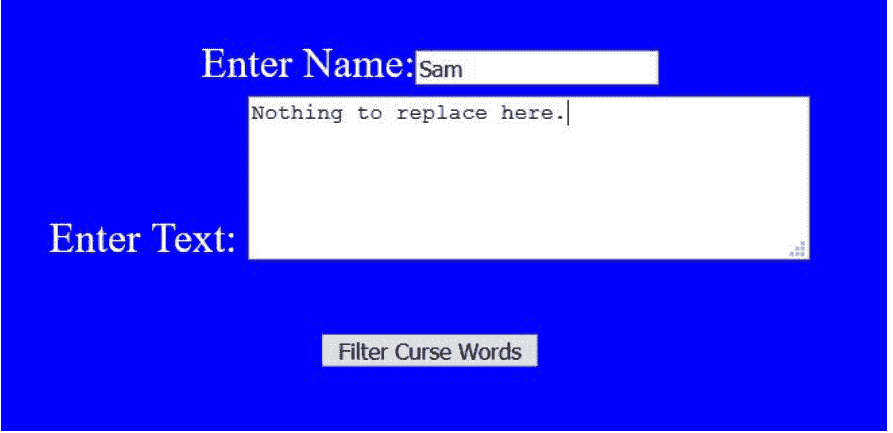 Enter Name: Sam
Nothing to replace here.
Enter Text:
Filter Curse Words